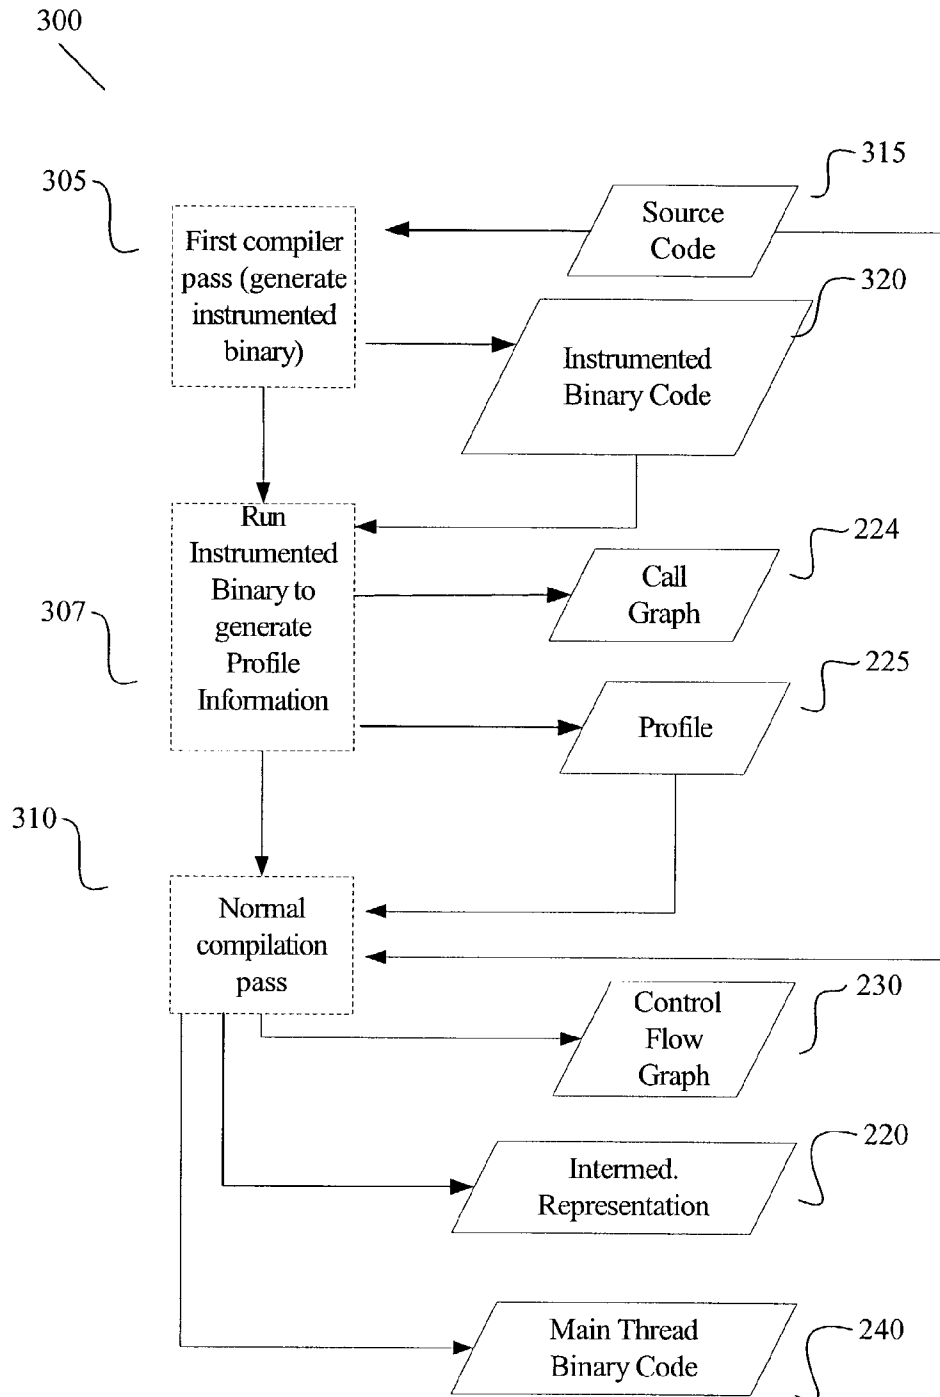 300
315
305
Source
Code
First compiler
pass (generate
instrumented
binary)
320
Instrumented
Binary Code
Run
Instrumented
Binary to
generate
Profile
Information
224
Call
Graph
307
225
Profile
310
Normal
compilation
pass
230
Control
Flow
Graph
220
Intermed.
Representation
240
Main Thread
Binary Code